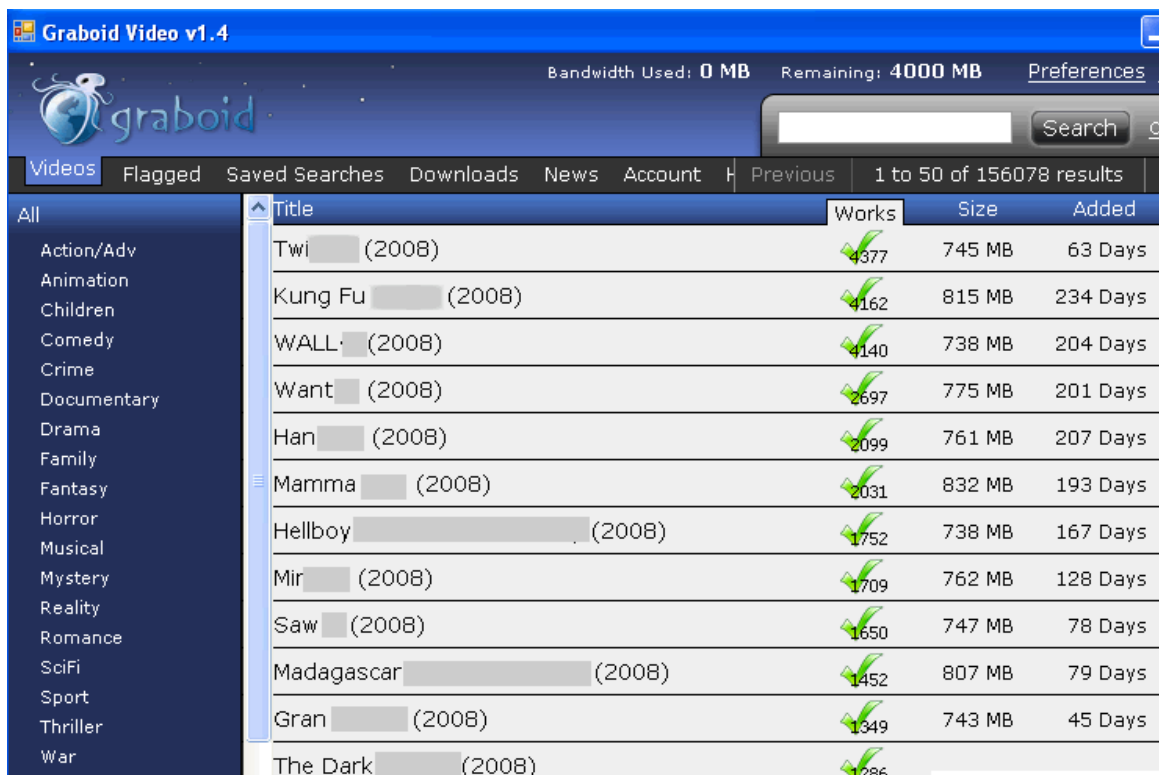 Graboid Video v1.4
Bandwidth Used: 0 MB Remaining: 4000 MB Preferences
graboid
Search
Videos Flagged Saved Searches Downloads News Account Previous 1 to 50 of 156078 results
All Title Works Size Added
Action/Adv
Animation
Children
Comedy
Crime
Documentary
Drama
Family
Fantasy
Horror
Musical
Mystery
Reality
Romance
SciFi
Sport
Thriller
War
Twi (2008) 4377 745 MB 63 Days
Kung Fu (2008) 4162 815 MB 234 Days
WALL· (2008) 4140 738 MB 204 Days
Want (2008) 2697 775 MB 201 Days
Han (2008) 2099 761 MB 207 Days
Mamma (2008) 2031 832 MB 193 Days
Hellboy (2008) 1752 738 MB 167 Days
Mir (2008) 1709 762 MB 128 Days
Saw (2008) 1650 747 MB 78 Days
Madagascar (2008) 1452 807 MB 79 Days
Gran (2008) 1349 743 MB 45 Days
The Dark (2008) 1286